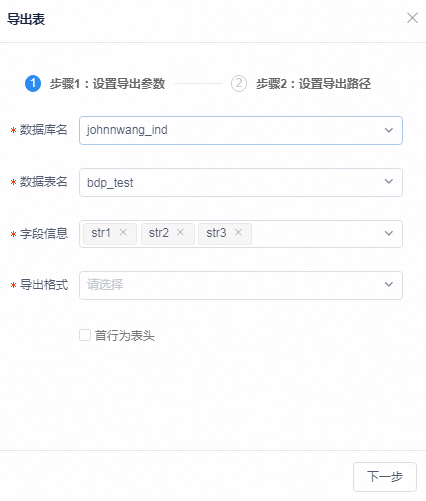 导出表
1 步骤1：设置导出参数 2 步骤2：设置导出路径
* 数据库名 johnnwang_ind
* 数据表名 bdp_test
* 字段信息 str1 × str2 × str3 ×
* 导出格式 请选择
首行为表头
下一步